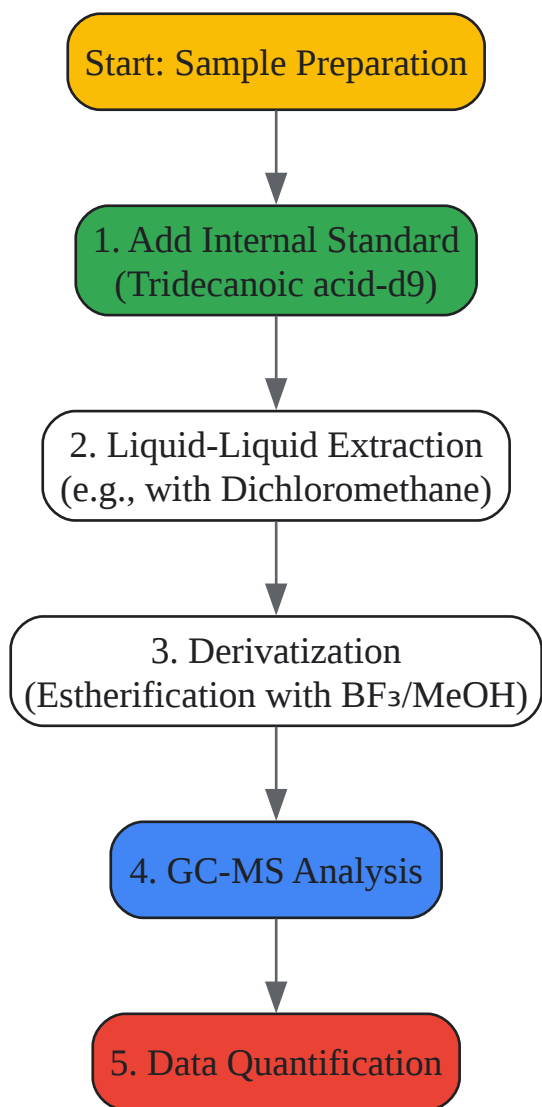 Start: Sample Preparation
1. Add Internal Standard
(Tridecanoic acid-d9)
2. Liquid-Liquid Extraction
(e.g., with Dichloromethane)
3. Derivatization
(Estherification with BF₃/MeOH)
4. GC-MS Analysis
5. Data Quantification